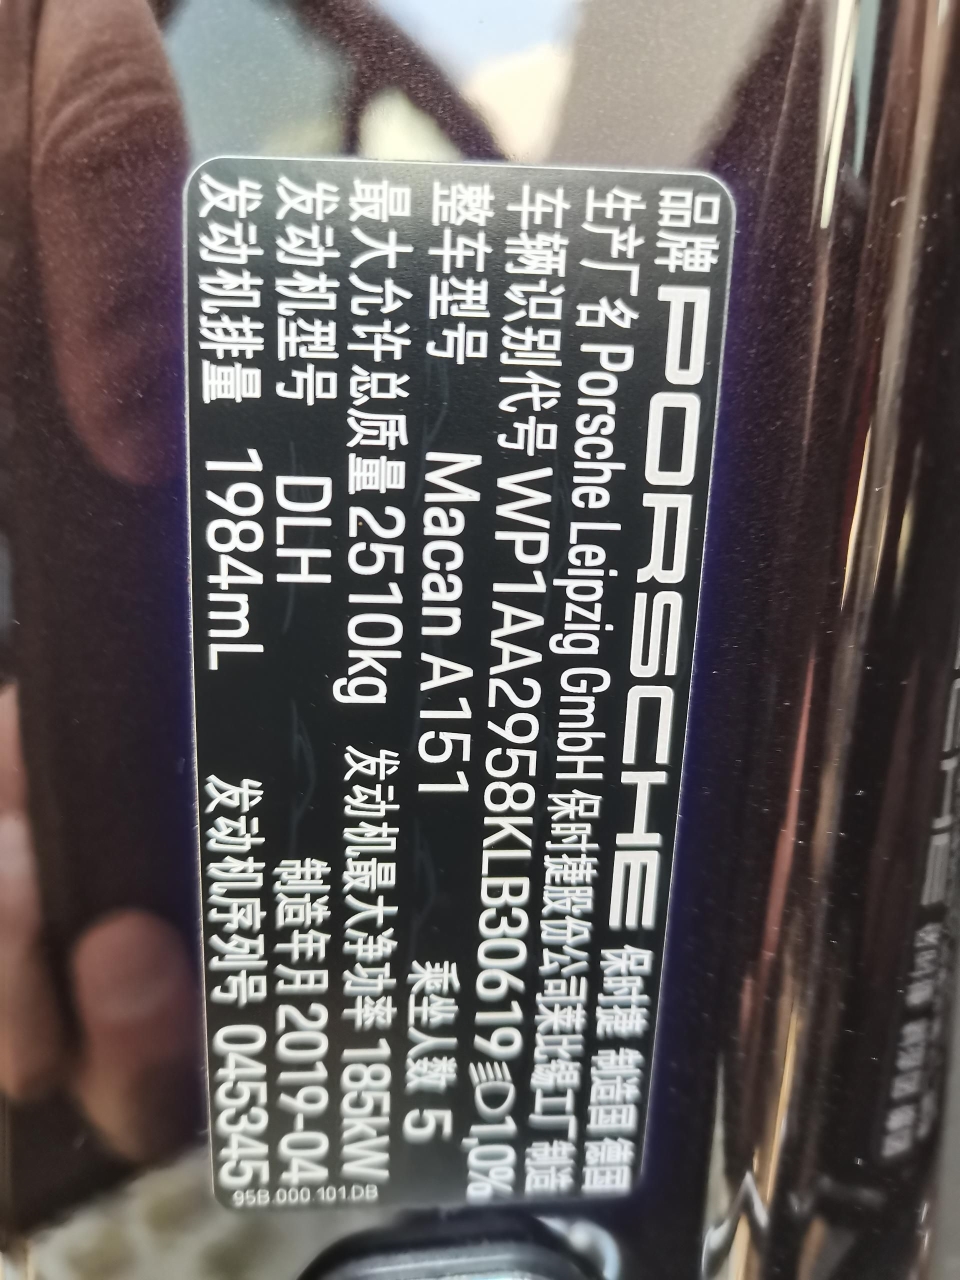 品牌 PORSCHE 保时捷 制造国 德国
生产厂名 Porsche Leipzig GmbH 保时捷股份公司莱比锡工厂 制造
车辆识别代号 WP1AA2958KLB30619 1,0%
整车型号 Macan A151 乘坐人数 5
最大允许总质量 2510kg 发动机最大净功率 185kW
发动机型号 DLH 制造年月 2019-04
发动机排量 1984mL 发动机序列号 045345
95B.000.101.DB